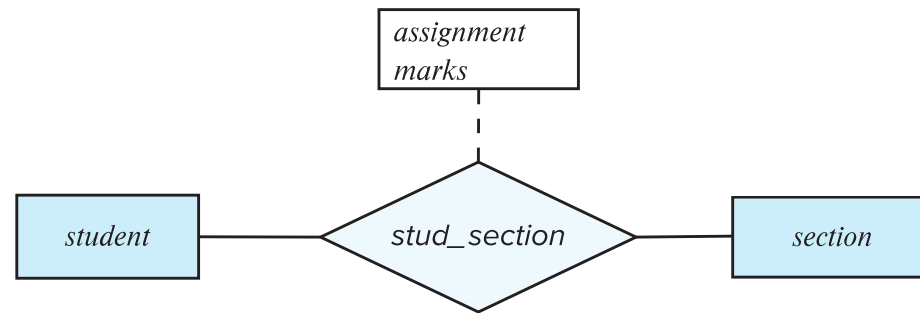 assignment
marks
student
stud_section
section